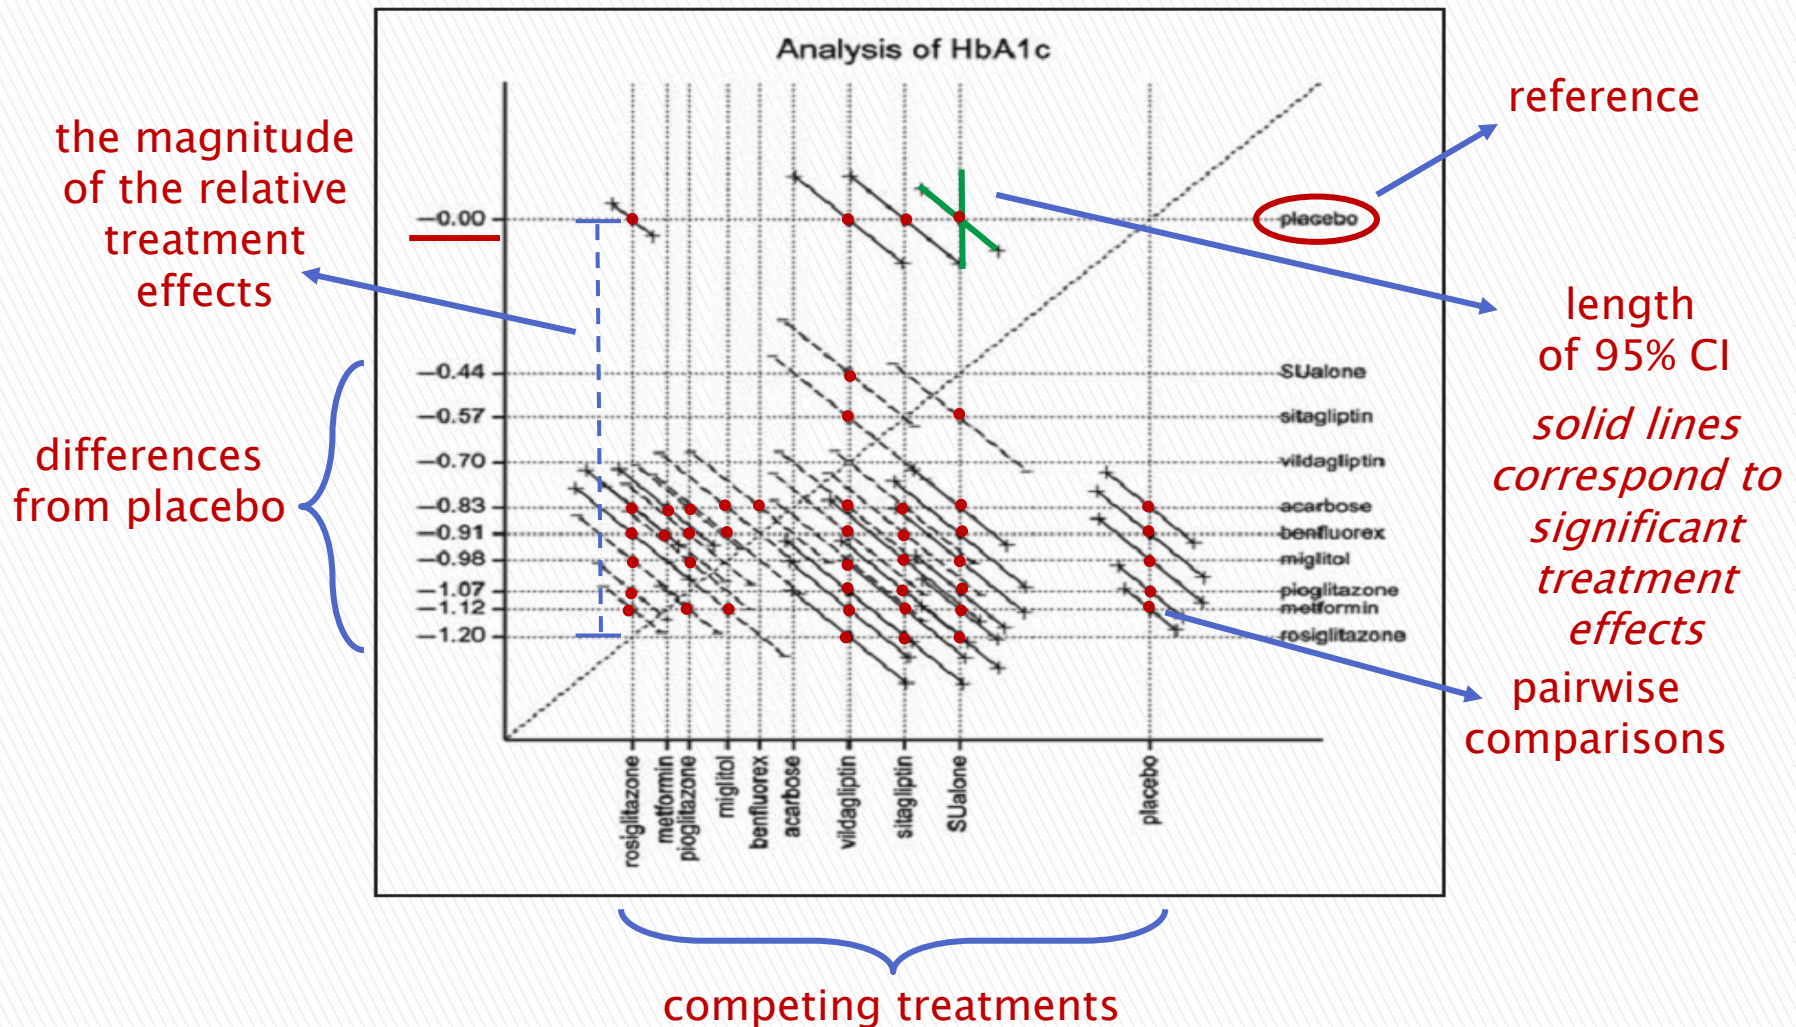 Analysis of HbA1c
reference
the magnitude
of the relative
treatment
effects
−0.00
placebo
length
of 95% CI
solid lines
correspond to
significant
treatment
effects
pairwise
comparisons
differences
from placebo
−0.44
SUalone
−0.57
sitagliptin
−0.70
vildagliptin
−0.83
acarbose
−0.91
benfluorex
−0.98
miglitol
−1.07
pioglitazone
−1.12
metformin
−1.20
rosiglitazone
rosiglitazone
metformin
pioglitazone
miglitol
benfluorex
acarbose
vildagliptin
sitagliptin
SUalone
placebo
competing treatments